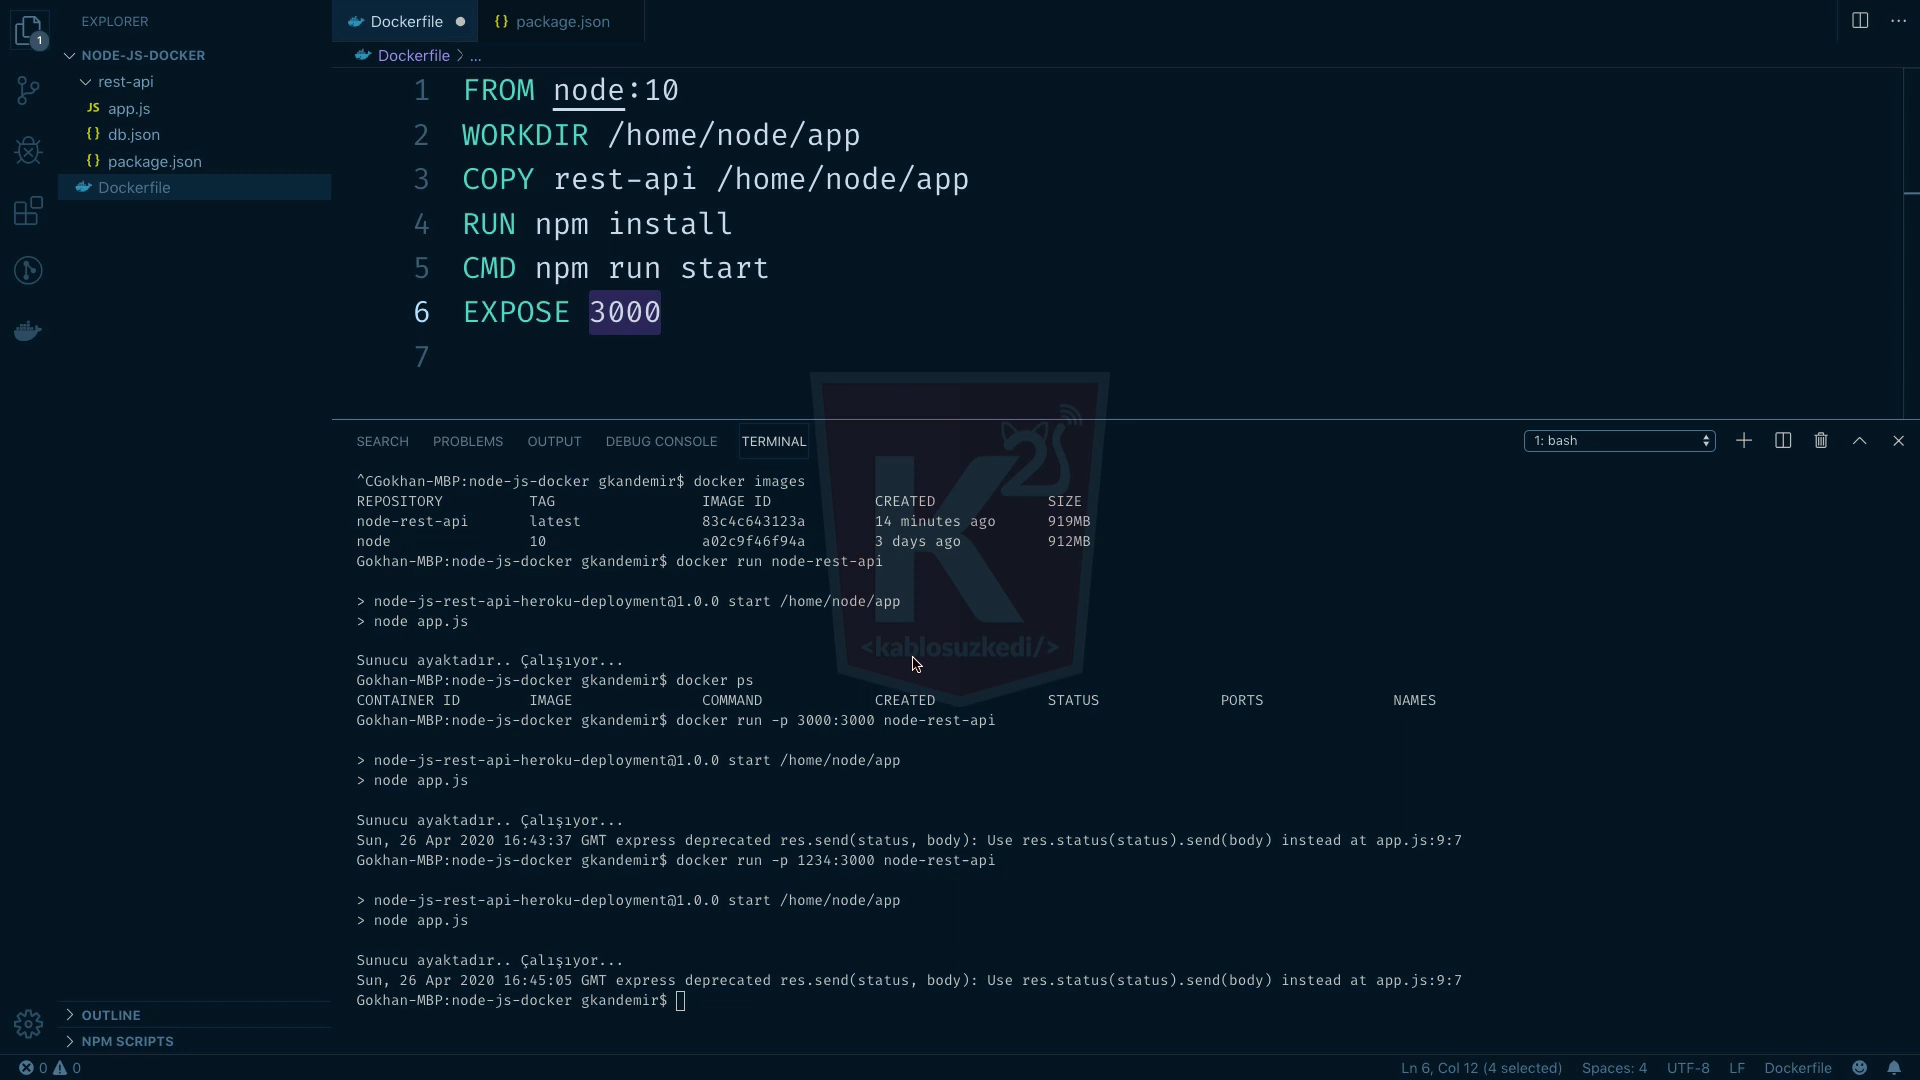 EXPLORER
1
NODE-JS-DOCKER
rest-api
JS app.js
{} db.json
{} package.json
Dockerfile
OUTLINE
NPM SCRIPTS
Dockerfile
{} package.json
Dockerfile > ...
1 FROM node:10
2 WORKDIR /home/node/app
3 COPY rest-api /home/node/app
4 RUN npm install
5 CMD npm run start
6 EXPOSE 3000
7
SEARCH PROBLEMS OUTPUT DEBUG CONSOLE TERMINAL
1: bash
^CGokhan-MBP:node-js-docker gkandemir$ docker images
REPOSITORY TAG IMAGE ID CREATED SIZE
node-rest-api latest 83c4c643123a 14 minutes ago 919MB
node 10 a02c9f46f94a 3 days ago 912MB
Gokhan-MBP:node-js-docker gkandemir$ docker run node-rest-api
> node-js-rest-api-heroku-deployment@1.0.0 start /home/node/app
> node app.js
Sunucu ayaktadır.. Çalışıyor...
Gokhan-MBP:node-js-docker gkandemir$ docker ps
CONTAINER ID IMAGE COMMAND CREATED STATUS PORTS NAMES
Gokhan-MBP:node-js-docker gkandemir$ docker run -p 3000:3000 node-rest-api
> node-js-rest-api-heroku-deployment@1.0.0 start /home/node/app
> node app.js
Sunucu ayaktadır.. Çalışıyor...
Sun, 26 Apr 2020 16:43:37 GMT express deprecated res.send(status, body): Use res.status(status).send(body) instead at app.js:9:7
Gokhan-MBP:node-js-docker gkandemir$ docker run -p 1234:3000 node-rest-api
> node-js-rest-api-heroku-deployment@1.0.0 start /home/node/app
> node app.js
Sunucu ayaktadır.. Çalışıyor...
Sun, 26 Apr 2020 16:45:05 GMT express deprecated res.send(status, body): Use res.status(status).send(body) instead at app.js:9:7
Gokhan-MBP:node-js-docker gkandemir$
K
<kablosuzkedi/>
0 0
Ln 6, Col 12 (4 selected) Spaces: 4 UTF-8 LF Dockerfile